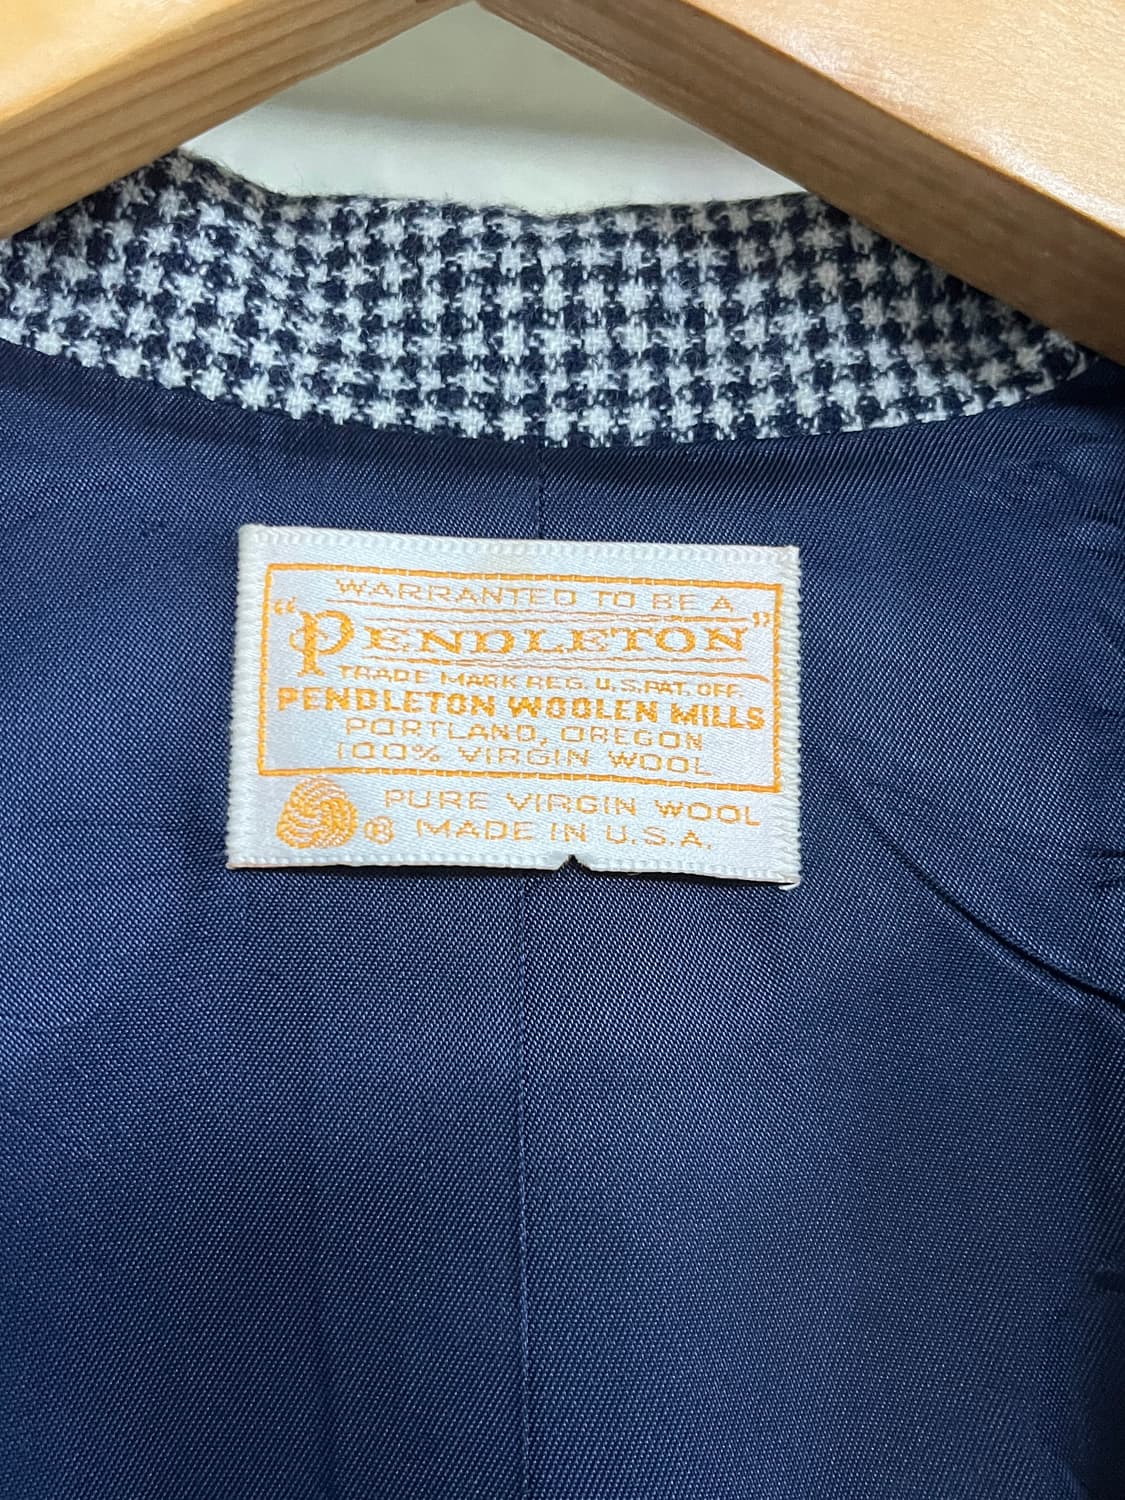 WARRANTED TO BE A
"PENDLETON"
TRADE MARK REG. U.S. PAT. OFF.
PENDLETON WOOLEN MILLS
PORTLAND, OREGON
100% VIRGIN WOOL
® PURE VIRGIN WOOL
MADE IN U.S.A.